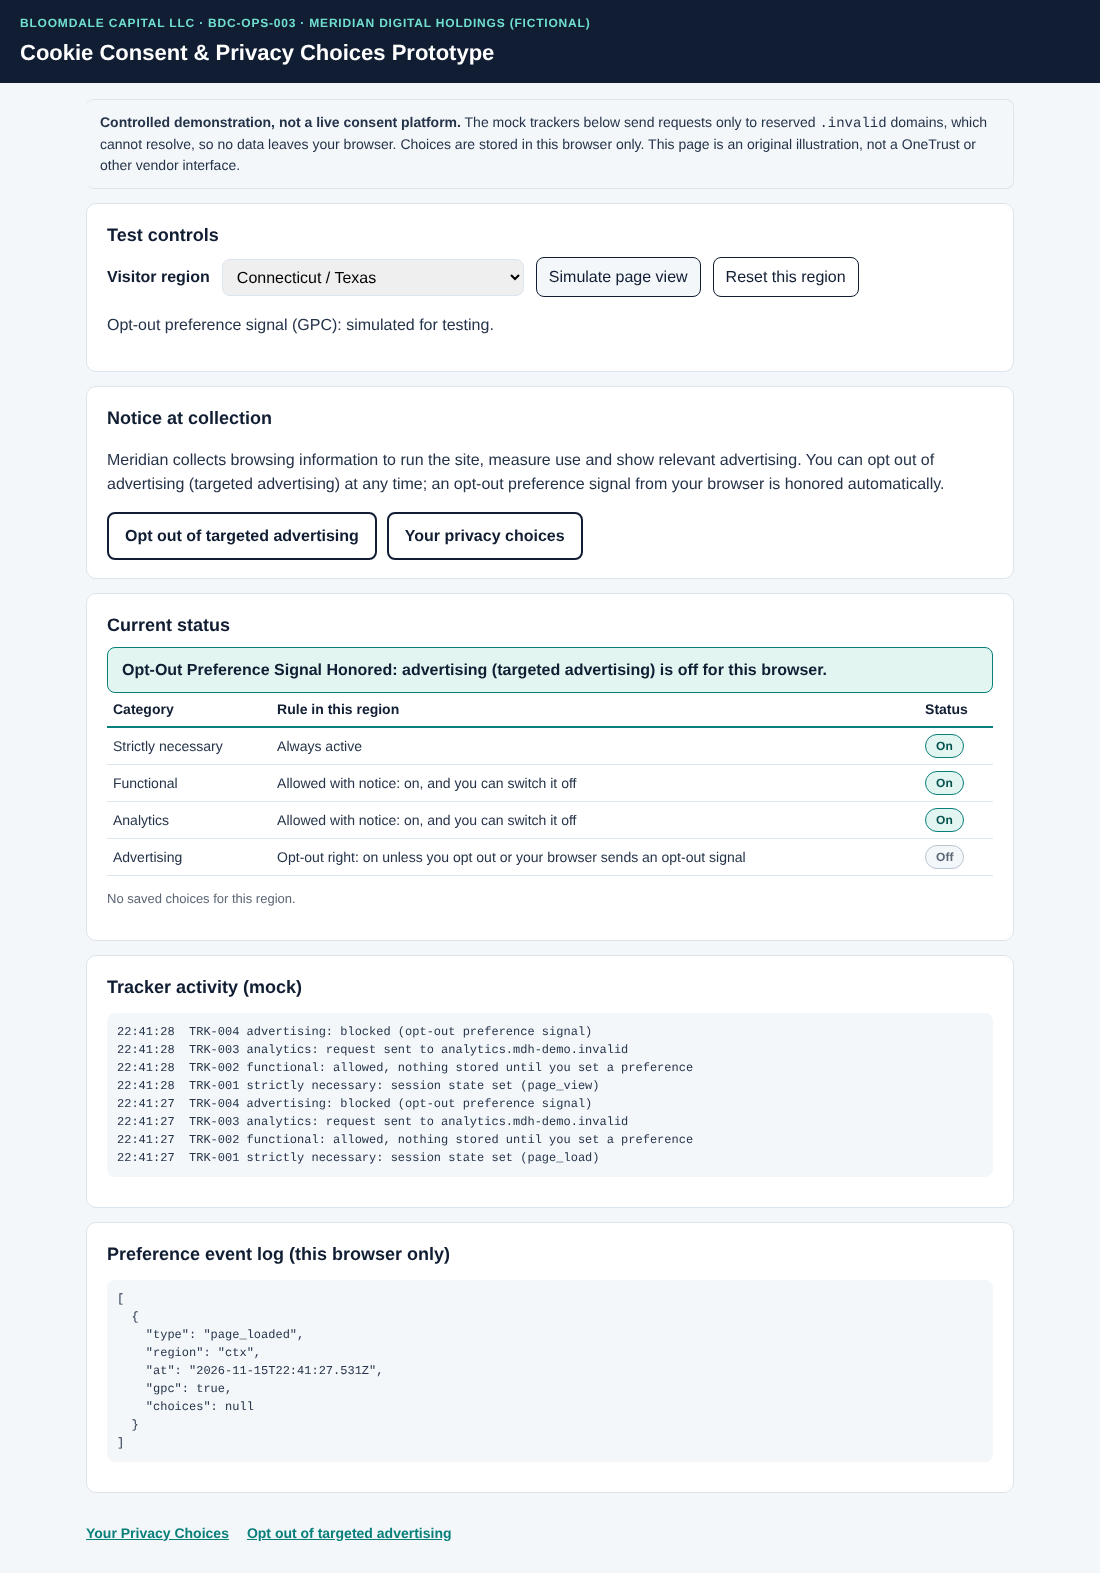 BLOOMDALE CAPITAL LLC · BDC-OPS-003 · MERIDIAN DIGITAL HOLDINGS (FICTIONAL)
Cookie Consent & Privacy Choices Prototype
Controlled demonstration, not a live consent platform. The mock trackers below send requests only to reserved .invalid domains, which
cannot resolve, so no data leaves your browser. Choices are stored in this browser only. This page is an original illustration, not a OneTrust or
other vendor interface.
Test controls
Visitor region Connecticut / Texas Simulate page view Reset this region
Opt-out preference signal (GPC): simulated for testing.
Notice at collection
Meridian collects browsing information to run the site, measure use and show relevant advertising. You can opt out of
advertising (targeted advertising) at any time; an opt-out preference signal from your browser is honored automatically.
Opt out of targeted advertising Your privacy choices
Current status
Opt-Out Preference Signal Honored: advertising (targeted advertising) is off for this browser.
Category Rule in this region Status
Strictly necessary Always active On
Functional Allowed with notice: on, and you can switch it off On
Analytics Allowed with notice: on, and you can switch it off On
Advertising Opt-out right: on unless you opt out or your browser sends an opt-out signal Off
No saved choices for this region.
Tracker activity (mock)
22:41:28 TRK-004 advertising: blocked (opt-out preference signal)
22:41:28 TRK-003 analytics: request sent to analytics.mdh-demo.invalid
22:41:28 TRK-002 functional: allowed, nothing stored until you set a preference
22:41:28 TRK-001 strictly necessary: session state set (page_view)
22:41:27 TRK-004 advertising: blocked (opt-out preference signal)
22:41:27 TRK-003 analytics: request sent to analytics.mdh-demo.invalid
22:41:27 TRK-002 functional: allowed, nothing stored until you set a preference
22:41:27 TRK-001 strictly necessary: session state set (page_load)
Preference event log (this browser only)
[
{
"type": "page_loaded",
"region": "ctx",
"at": "2026-11-15T22:41:27.531Z",
"gpc": true,
"choices": null
}
]
Your Privacy Choices Opt out of targeted advertising